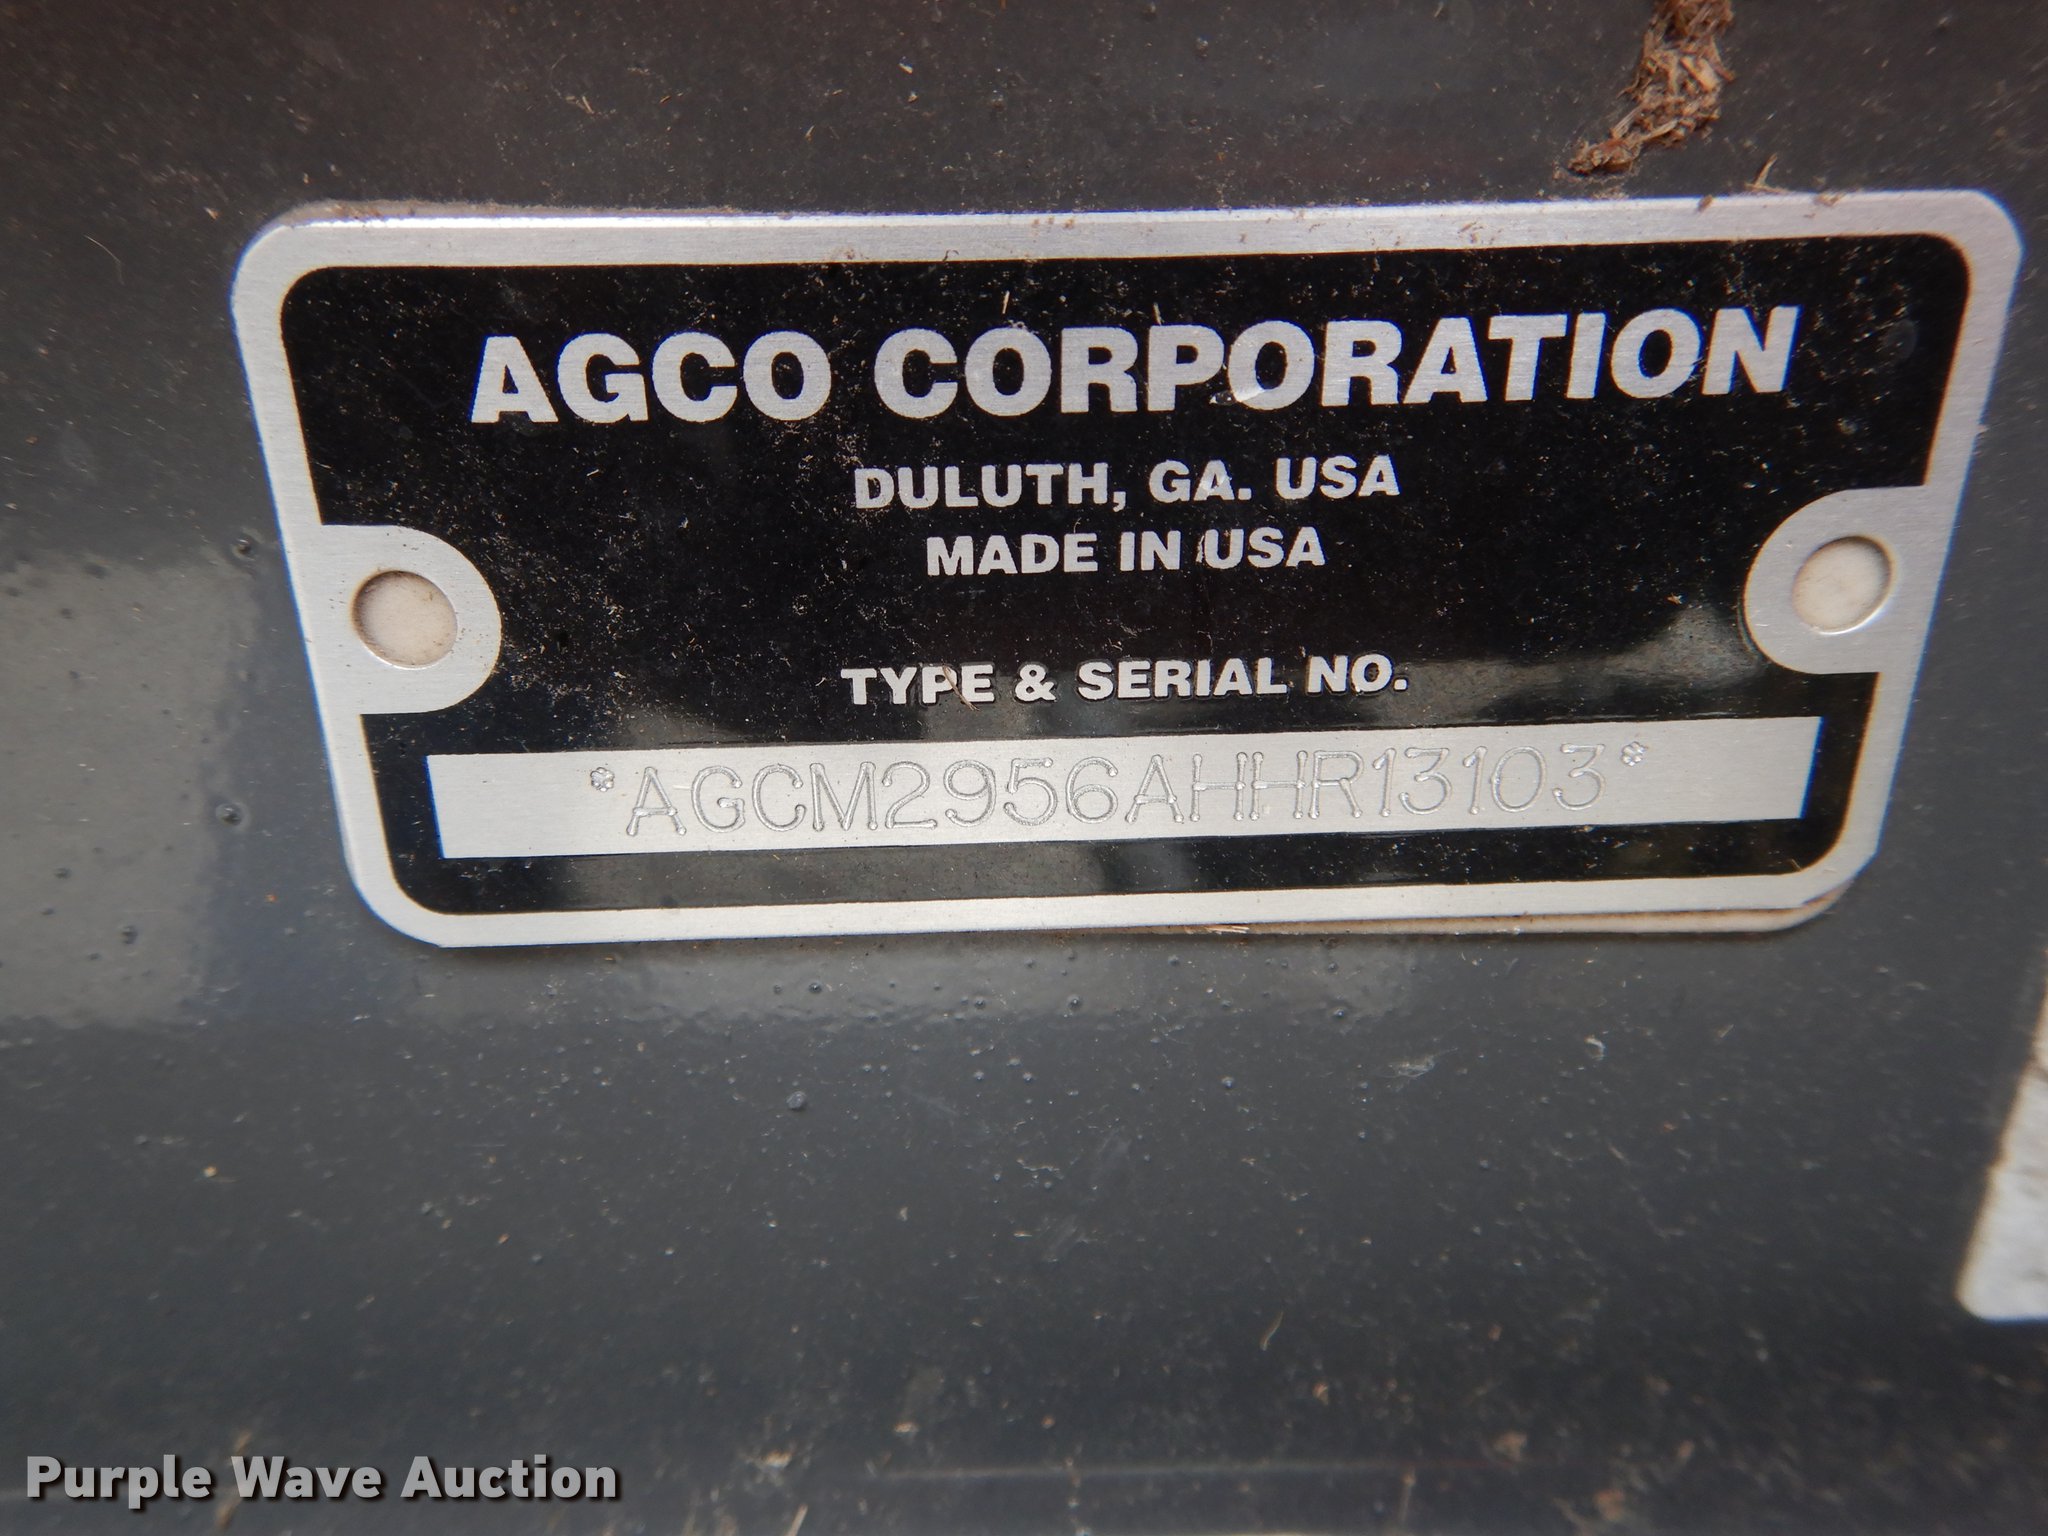 AGCO CORPORATION
DULUTH, GA. USA
MADE IN USA
TYPE & SERIAL NO.
*AGCM2956AHHR13103*
Purple Wave Auction